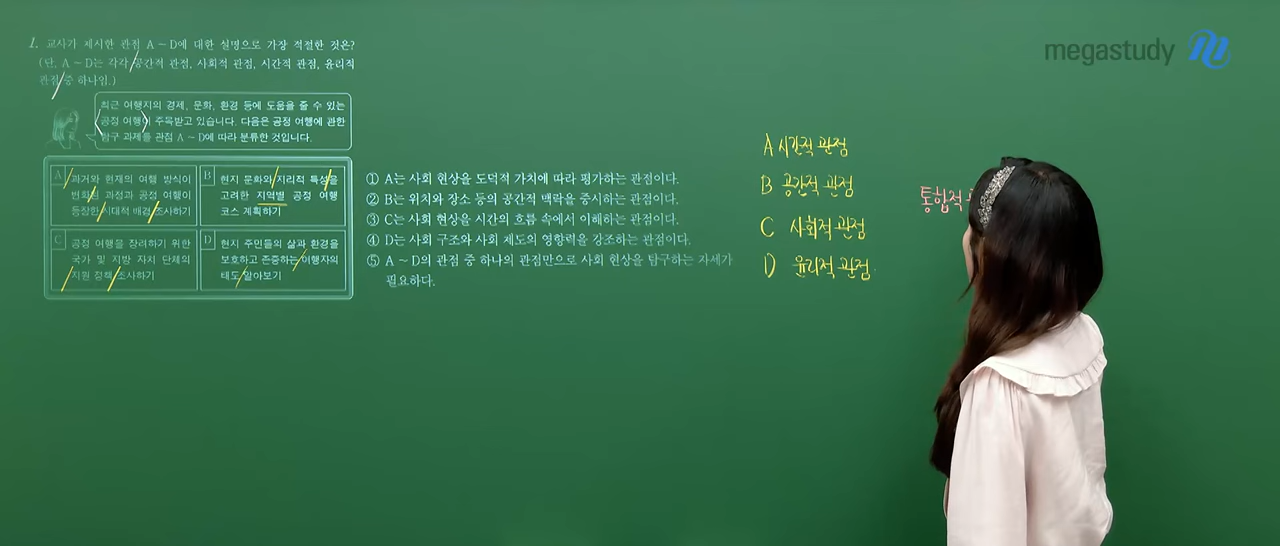 megastudy
1. 교사가 제시한 관점 A ~ D에 대한 설명으로 가장 적절한 것은?
(단, A ~ D는 각각 공간적 관점, 사회적 관점, 시간적 관점, 윤리적
관점 중 하나임.)
최근 여행지의 경제, 문화, 환경 등에 도움을 줄 수 있는
공정 여행이 주목받고 있습니다. 다음은 공정 여행에 관한
탐구 과제를 관점 A ~ D에 따라 분류한 것입니다.
A
과거와 현재의 여행 방식이
변화된 과정과 공정 여행이
등장한 시대적 배경 조사하기
B
현지 문화와 지리적 특성을
고려한 지역별 공정 여행
코스 계획하기
C
공정 여행을 장려하기 위한
국가 및 지방 자치 단체의
지원 정책 조사하기
D
현지 주민들의 삶과 환경을
보호하고 존중하는 여행자의
태도 알아보기
① A는 사회 현상을 도덕적 가치에 따라 평가하는 관점이다.
② B는 위치와 장소 등의 공간적 맥락을 중시하는 관점이다.
③ C는 사회 현상을 시간의 흐름 속에서 이해하는 관점이다.
④ D는 사회 구조와 사회 제도의 영향력을 강조하는 관점이다.
⑤ A ~ D의 관점 중 하나의 관점만으로 사회 현상을 탐구하는 자세가
필요하다.
A 시간적 관점
B 공간적 관점
C 사회적 관점
D 윤리적 관점
통합적